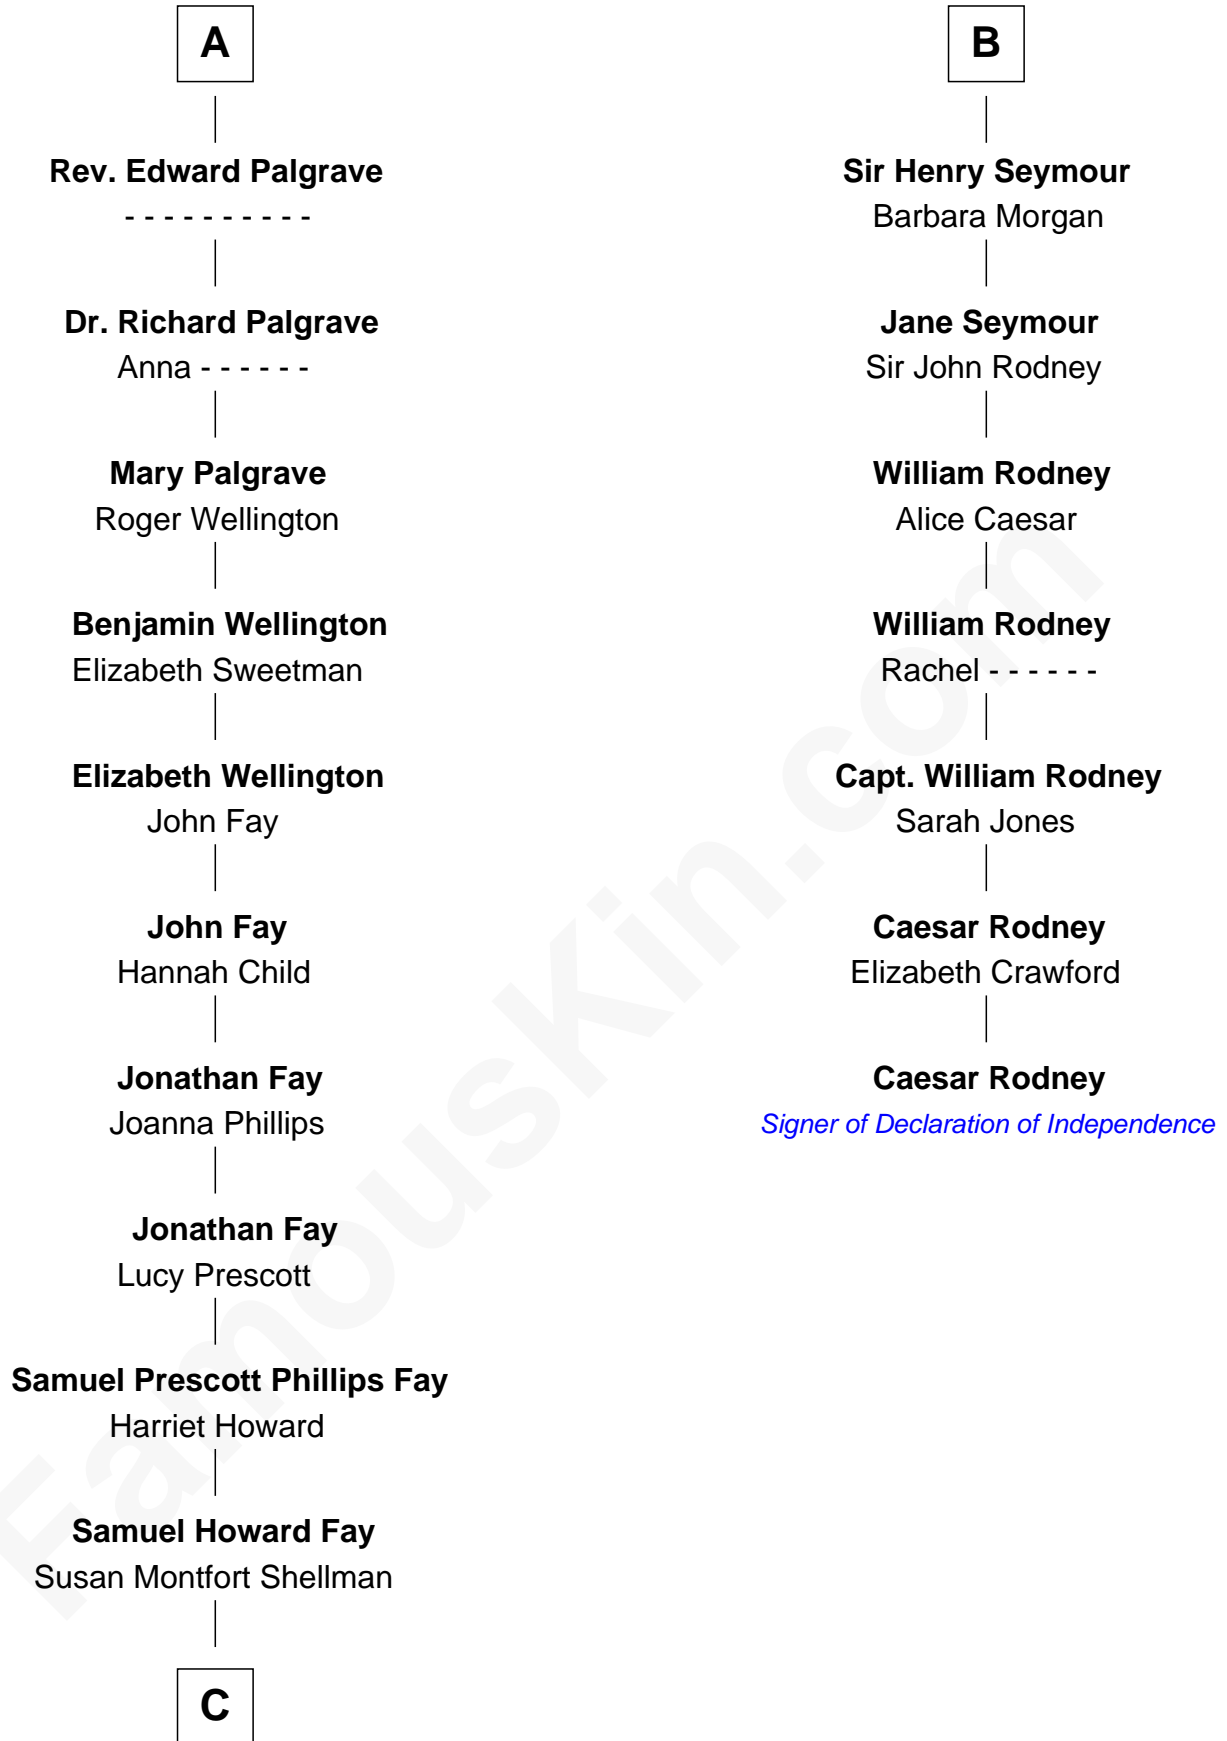 A
Rev. Edward Palgrave
- - - - - - - - - -
Dr. Richard Palgrave
Anna - - - - - -
Mary Palgrave
Roger Wellington
Benjamin Wellington
Elizabeth Sweetman
Elizabeth Wellington
John Fay
John Fay
Hannah Child
Jonathan Fay
Joanna Phillips
Jonathan Fay
Lucy Prescott
Samuel Prescott Phillips Fay
Harriet Howard
Samuel Howard Fay
Susan Montfort Shellman
C
B
Sir Henry Seymour
Barbara Morgan
Jane Seymour
Sir John Rodney
William Rodney
Alice Caesar
William Rodney
Rachel - - - - - -
Capt. William Rodney
Sarah Jones
Caesar Rodney
Elizabeth Crawford
Caesar Rodney
Signer of Declaration of Independence
FamousKin.com